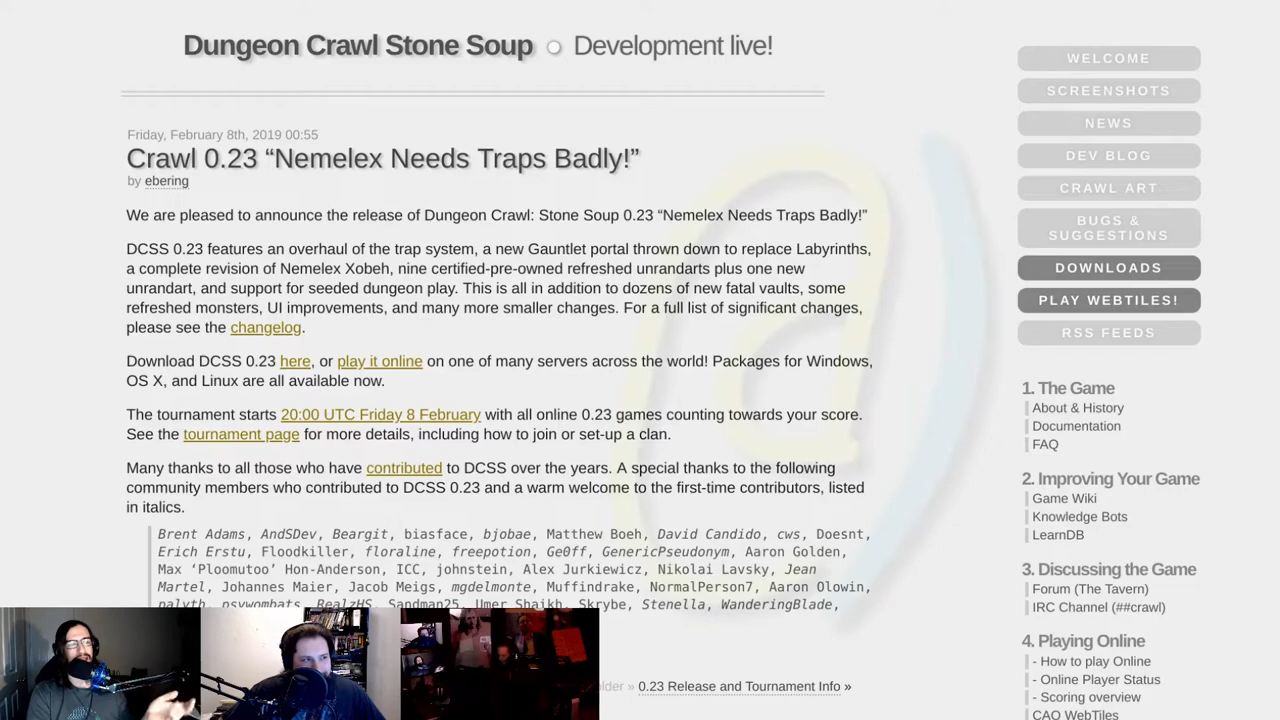 Dungeon Crawl Stone Soup ○ Development live!
Friday, February 8th, 2019 00:55
Crawl 0.23 “Nemelex Needs Traps Badly!”
by ebering
We are pleased to announce the release of Dungeon Crawl: Stone Soup 0.23 “Nemelex Needs Traps Badly!”
DCSS 0.23 features an overhaul of the trap system, a new Gauntlet portal thrown down to replace Labyrinths,
a complete revision of Nemelex Xobeh, nine certified-pre-owned refreshed unrandarts plus one new
unrandart, and support for seeded dungeon play. This is all in addition to dozens of new fatal vaults, some
refreshed monsters, UI improvements, and many more smaller changes. For a full list of significant changes,
please see the changelog.
Download DCSS 0.23 here, or play it online on one of many servers across the world! Packages for Windows,
OS X, and Linux are all available now.
The tournament starts 20:00 UTC Friday 8 February with all online 0.23 games counting towards your score.
See the tournament page for more details, including how to join or set-up a clan.
Many thanks to all those who have contributed to DCSS over the years. A special thanks to the following
community members who contributed to DCSS 0.23 and a warm welcome to the first-time contributors, listed
in italics.
Brent Adams, AndSDev, Beargit, biasface, bjobae, Matthew Boeh, David Candido, cws, Doesnt,
Erich Erstu, Floodkiller, floraline, freepotion, Ge0ff, GenericPseudonym, Aaron Golden,
Max ‘Ploomutoo’ Hon-Anderson, ICC, johnstein, Alex Jurkiewicz, Nikolai Lavsky, Jean
Martel, Johannes Maier, Jacob Meigs, mgdelmonte, Muffindrake, NormalPerson7, Aaron Olowin,
palyth, psywombats, RealzHS, Sandman25, Umer Shaikh, Skrybe, Stenella, WanderingBlade,
older » 0.23 Release and Tournament Info »
WELCOME
SCREENSHOTS
NEWS
DEV BLOG
CRAWL ART
BUGS &
SUGGESTIONS
DOWNLOADS
PLAY WEBTILES!
RSS FEEDS
1. The Game
About & History
Documentation
FAQ
2. Improving Your Game
Game Wiki
Knowledge Bots
LearnDB
3. Discussing the Game
Forum (The Tavern)
IRC Channel (##crawl)
4. Playing Online
- How to play Online
- Online Player Status
- Scoring overview
CAO WebTiles